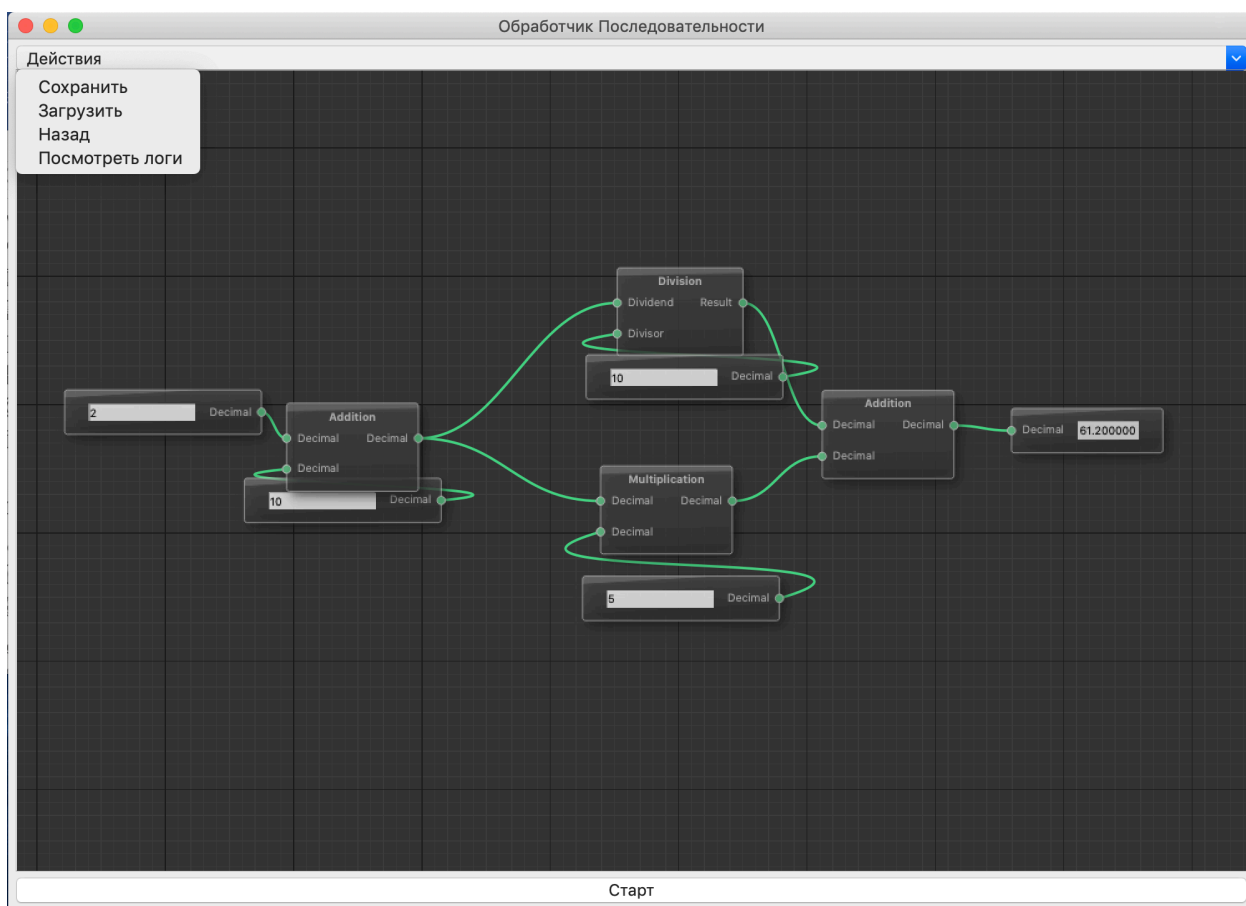 Обработчик Последовательности
Действия
Сохранить
Загрузить
Назад
Посмотреть логи
Division
Dividend Result
Divisor
10 Decimal
2 Decimal
Addition
Decimal Decimal
Decimal
10 Decimal
Multiplication
Decimal Decimal
Decimal
5 Decimal
Addition
Decimal Decimal
Decimal
Decimal 61.200000
Старт